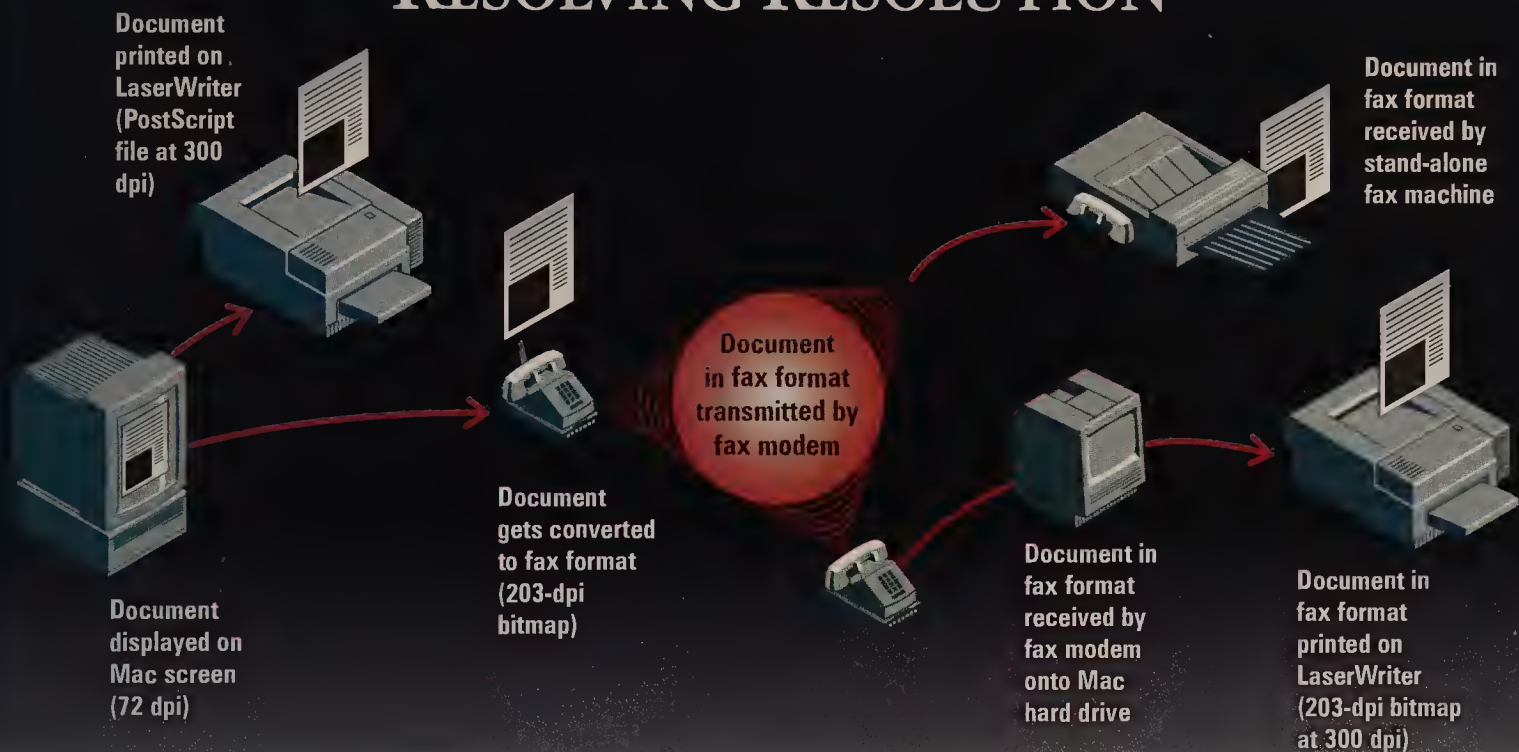 RESOLVING RESOLUTION
Document
printed on
LaserWriter
(PostScript
file at 300
dpi)
Document
displayed on
Mac screen
(72 dpi)
Document
gets converted
to fax format
(203-dpi
bitmap)
Document
in fax format
transmitted by
fax modem
Document in
fax format
received by
stand-alone
fax machine
Document in
fax format
received by
fax modem
onto Mac
hard drive
Document in
fax format
printed on
LaserWriter
(203-dpi bitmap
at 300 dpi)